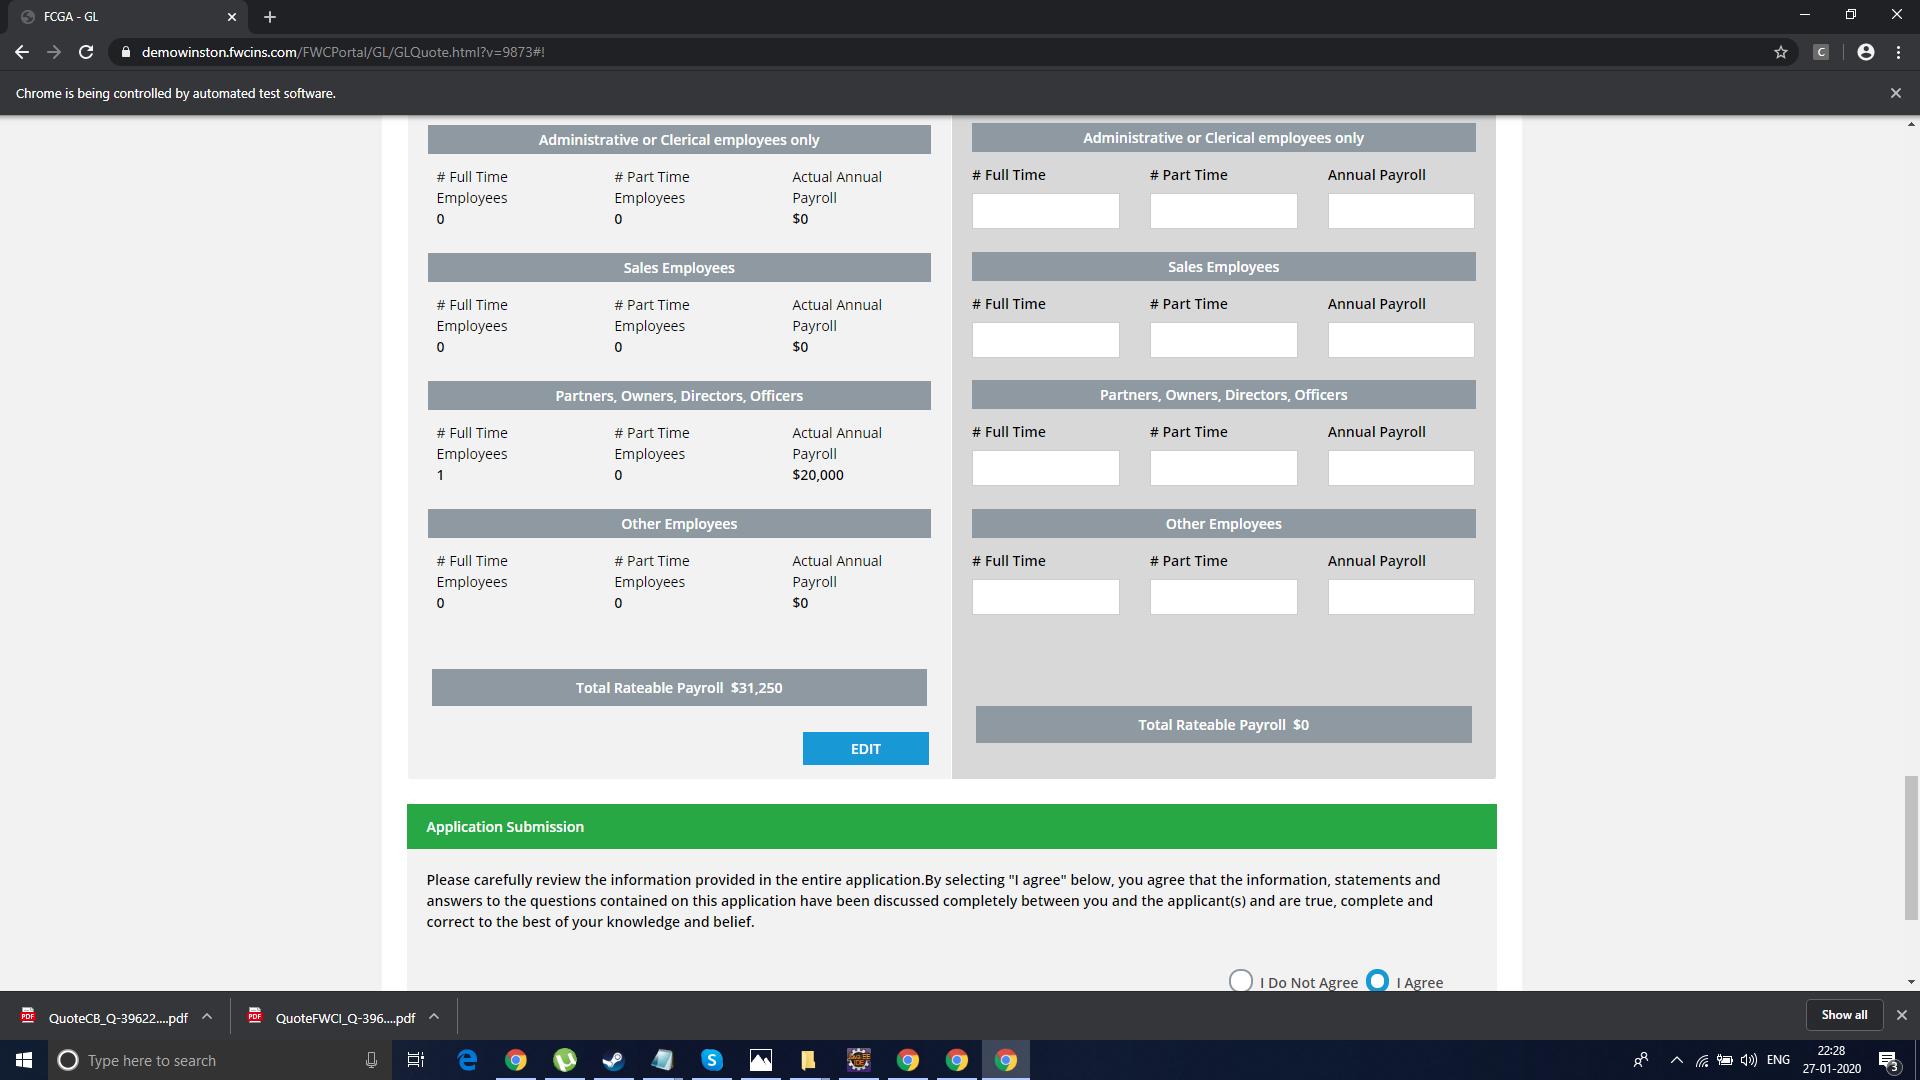 FCGA - GL
demowinston.fwcins.com/FWCPortal/GL/GLQuote.html?v=9873#!
C
Chrome is being controlled by automated test software.
Administrative or Clerical employees only
# Full Time Employees
# Part Time Employees
Actual Annual Payroll
0
0
$0
Sales Employees
# Full Time Employees
# Part Time Employees
Actual Annual Payroll
0
0
$0
Partners, Owners, Directors, Officers
# Full Time Employees
# Part Time Employees
Actual Annual Payroll
1
0
$20,000
Other Employees
# Full Time Employees
# Part Time Employees
Actual Annual Payroll
0
0
$0
Total Rateable Payroll $31,250
EDIT
Administrative or Clerical employees only
# Full Time
# Part Time
Annual Payroll
Sales Employees
# Full Time
# Part Time
Annual Payroll
Partners, Owners, Directors, Officers
# Full Time
# Part Time
Annual Payroll
Other Employees
# Full Time
# Part Time
Annual Payroll
Total Rateable Payroll $0
Application Submission
Please carefully review the information provided in the entire application.By selecting "I agree" below, you agree that the information, statements and
answers to the questions contained on this application have been discussed completely between you and the applicant(s) and are true, complete and
correct to the best of your knowledge and belief.
I Do Not Agree
I Agree
PDF
QuoteCB_Q-39622....pdf
PDF
QuoteFWCI_Q-396....pdf
Show all
Type here to search
ENG
22:28
27-01-2020
3